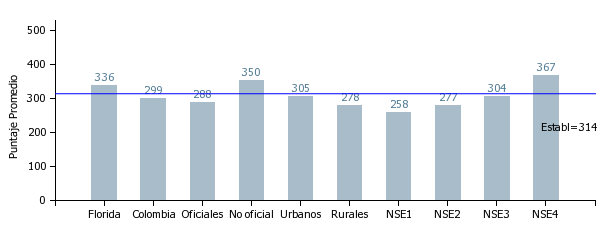 Puntaje Promedio
500
400
300
200
100
0
336
299
288
350
305
278
258
277
304
367
Establ=314
Florida
Colombia
Oficiales
No oficial
Urbanos
Rurales
NSE1
NSE2
NSE3
NSE4